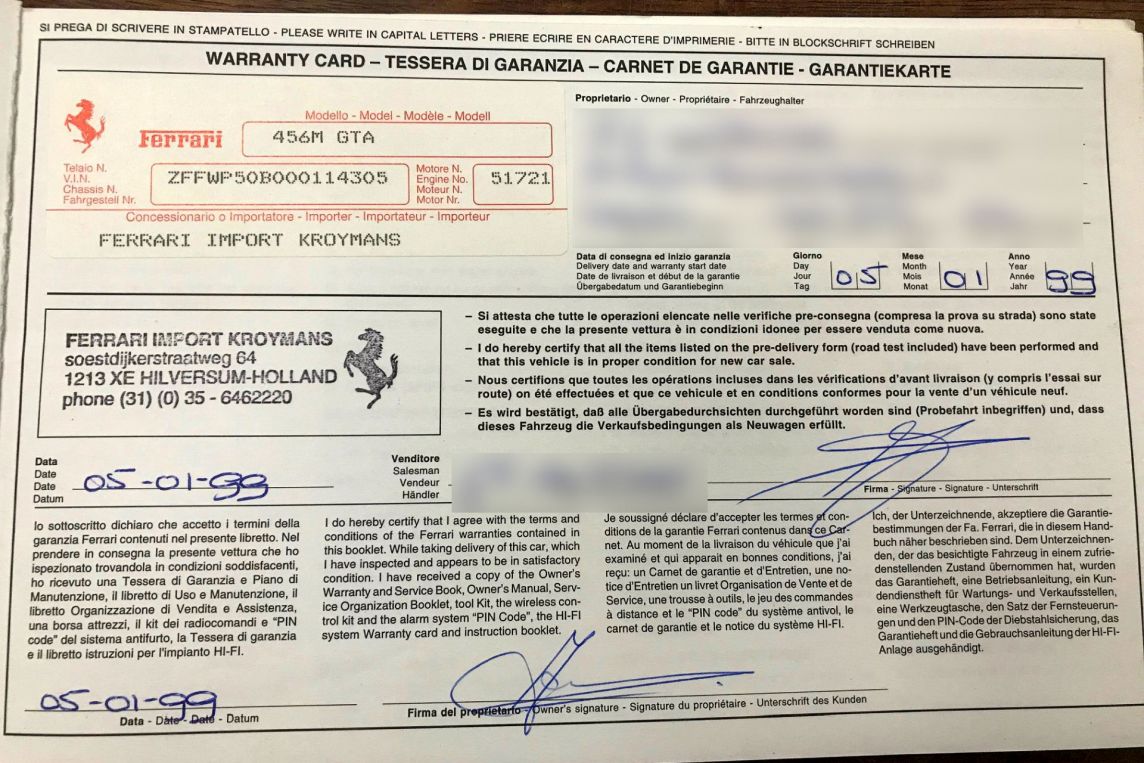 SI PREGA DI SCRIVERE IN STAMPATELLO - PLEASE WRITE IN CAPITAL LETTERS - PRIERE ECRIRE EN CARACTERE D'IMPRIMERIE - BITTE IN BLOCKSCHRIFT SCHREIBEN
WARRANTY CARD – TESSERA DI GARANZIA – CARNET DE GARANTIE - GARANTIEKARTE
Modello - Model - Modèle - Modell
Ferrari 456M GTA
Telaio N.
V.I.N.
Chassis N.
Fahrgestell Nr.
ZFFWP50B000114305
Motore N.
Engine No.
Moteur N.
Motor Nr.
51721
Concessionario o Importatore - Importer - Importateur - Importeur
FERRARI IMPORT KROYMANS
Proprietario - Owner - Propriétaire - Fahrzeughalter
Data di consegna ed inizio garanzia
Delivery date and warranty start date
Date de livraison et début de la garantie
Übergabedatum und Garantiebeginn
Giorno
Day
Jour
Tag
05
Mese
Month
Mois
Monat
01
Anno
Year
Année
Jahr
99
FERRARI IMPORT KROYMANS
soestdijkerstraatweg 64
1213 XE HILVERSUM-HOLLAND
phone (31) (0) 35 - 6462220
– Si attesta che tutte le operazioni elencate nelle verifiche pre-consegna (compresa la prova su strada) sono state
eseguite e che la presente vettura è in condizioni idonee per essere venduta come nuova.
– I do hereby certify that all the items listed on the pre-delivery form (road test included) have been performed and
that this vehicle is in proper condition for new car sale.
– Nous certifions que toutes les opérations incluses dans les vérifications d'avant livraison (y compris l'essai sur
route) on été effectuées et que ce vehicule et en conditions conformes pour la vente d'un véhicule neuf.
– Es wird bestätigt, daß alle Übergabedurchsichten durchgeführt worden sind (Probefahrt inbegriffen) und, dass
dieses Fahrzeug die Verkaufsbedingungen als Neuwagen erfüllt.
Data
Date
Date
Datum
05-01-99
Venditore
Salesman
Vendeur
Händler
Firma - Signature - Signature - Unterschrift
Io sottoscritto dichiaro che accetto i termini della
garanzia Ferrari contenuti nel presente libretto. Nel
prendere in consegna la presente vettura che ho
ispezionato trovandola in condizioni soddisfacenti,
ho ricevuto una Tessera di Garanzia e Piano di
Manutenzione, il libretto di Uso e Manutenzione, il
libretto Organizzazione di Vendita e Assistenza,
una borsa attrezzi, il kit dei radiocomandi e “PIN
code” del sistema antifurto, la Tessera di garanzia
e il libretto istruzioni per l'impianto HI-FI.
I do hereby certify that I agree with the terms and
conditions of the Ferrari warranties contained in
this booklet. While taking delivery of this car, which
I have inspected and appears to be in satisfactory
condition. I have received a copy of the Owner's
Warranty and Service Book, Owner's Manual, Serv-
ice Organization Booklet, tool Kit, the wireless con-
trol kit and the alarm system “PIN Code”, the HI-FI
system Warranty card and instruction booklet.
Je soussigné déclare d'accepter les termes et con-
ditions de la garantie Ferrari contenus dans ce Car-
net. Au moment de la livraison du véhicule que j'ai
examiné et qui apparait en bonnes conditions, j'ai
reçu: un Carnet de garantie et d'Entretien, une no-
tice d'Entretien un livret Organisation de Vente et de
Service, une trousse à outils, le jeu des commandes
à distance et le “PIN code” du système antivol, le
carnet de garantie et le notice du système HI-FI.
Ich, der Unterzeichnende, akzeptiere die Garantie-
bestimmungen der Fa. Ferrari, die in diesem Hand-
buch näher beschrieben sind. Dem Unterzeichnen-
den, der das besichtigte Fahrzeug in einem zufrie-
denstellenden Zustand übernommen hat, wurden
das Garantieheft, eine Betriebsanleitung, ein Kun-
dendienstheft für Wartungs- und Verkaufsstellen,
eine Werkzeugtasche, den Satz der Fernsteuerun-
gen und den PIN-Code der Diebstahlsicherung, das
Garantieheft und die Gebrauchsanleitung der HI-FI-
Anlage ausgehändigt.
05-01-99
Data - Date - Date - Datum
Firma del proprietario - Owner's signature - Signature du propriétaire - Unterschrift des Kunden